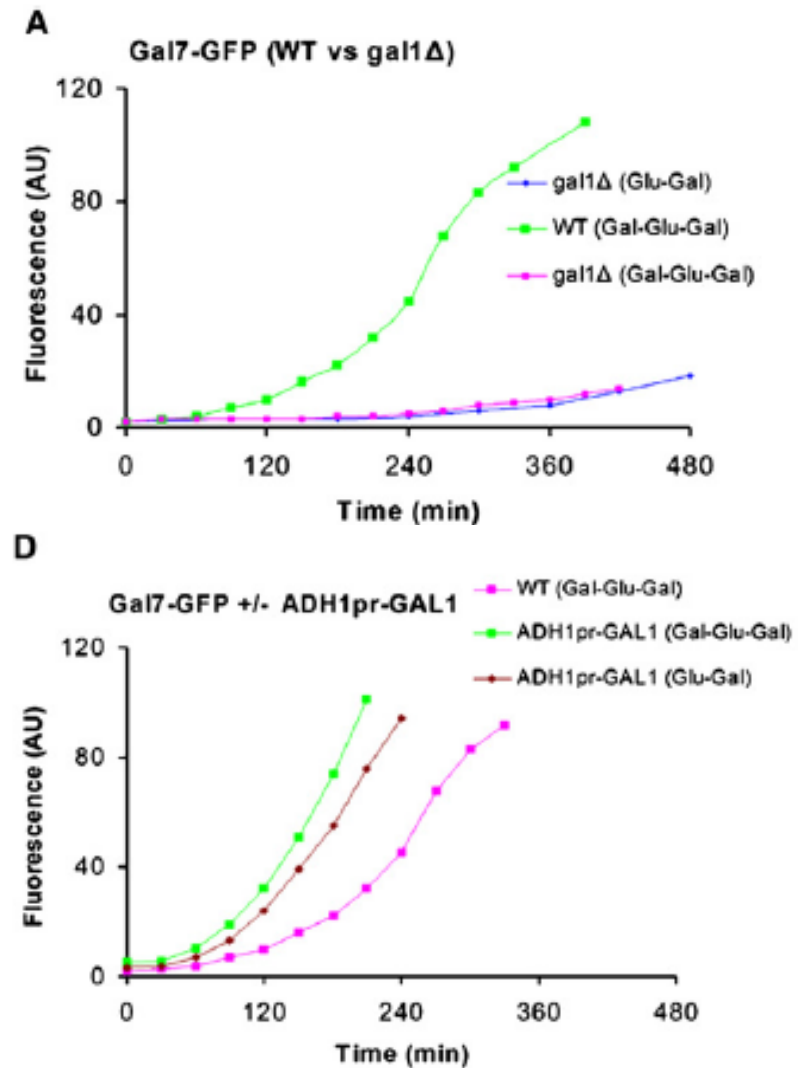 A
Gal7-GFP (WT vs gal1Δ)
120
80
40
0
Fluorescence (AU)
gal1Δ (Glu-Gal)
WT (Gal-Glu-Gal)
gal1Δ (Gal-Glu-Gal)
0 120 240 360 480
Time (min)
D
Gal7-GFP +/- ADH1pr-GAL1
WT (Gal-Glu-Gal)
ADH1pr-GAL1 (Gal-Glu-Gal)
ADH1pr-GAL1 (Glu-Gal)
120
80
40
0
Fluorescence (AU)
0 120 240 360 480
Time (min)